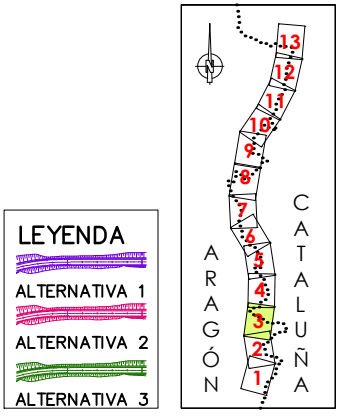 LEYENDA
ALTERNATIVA 1
ALTERNATIVA 2
ALTERNATIVA 3
N
13
12
11
10
9
8
7
6
5
4
3
2
1
ARAGÓN
CATALUÑA